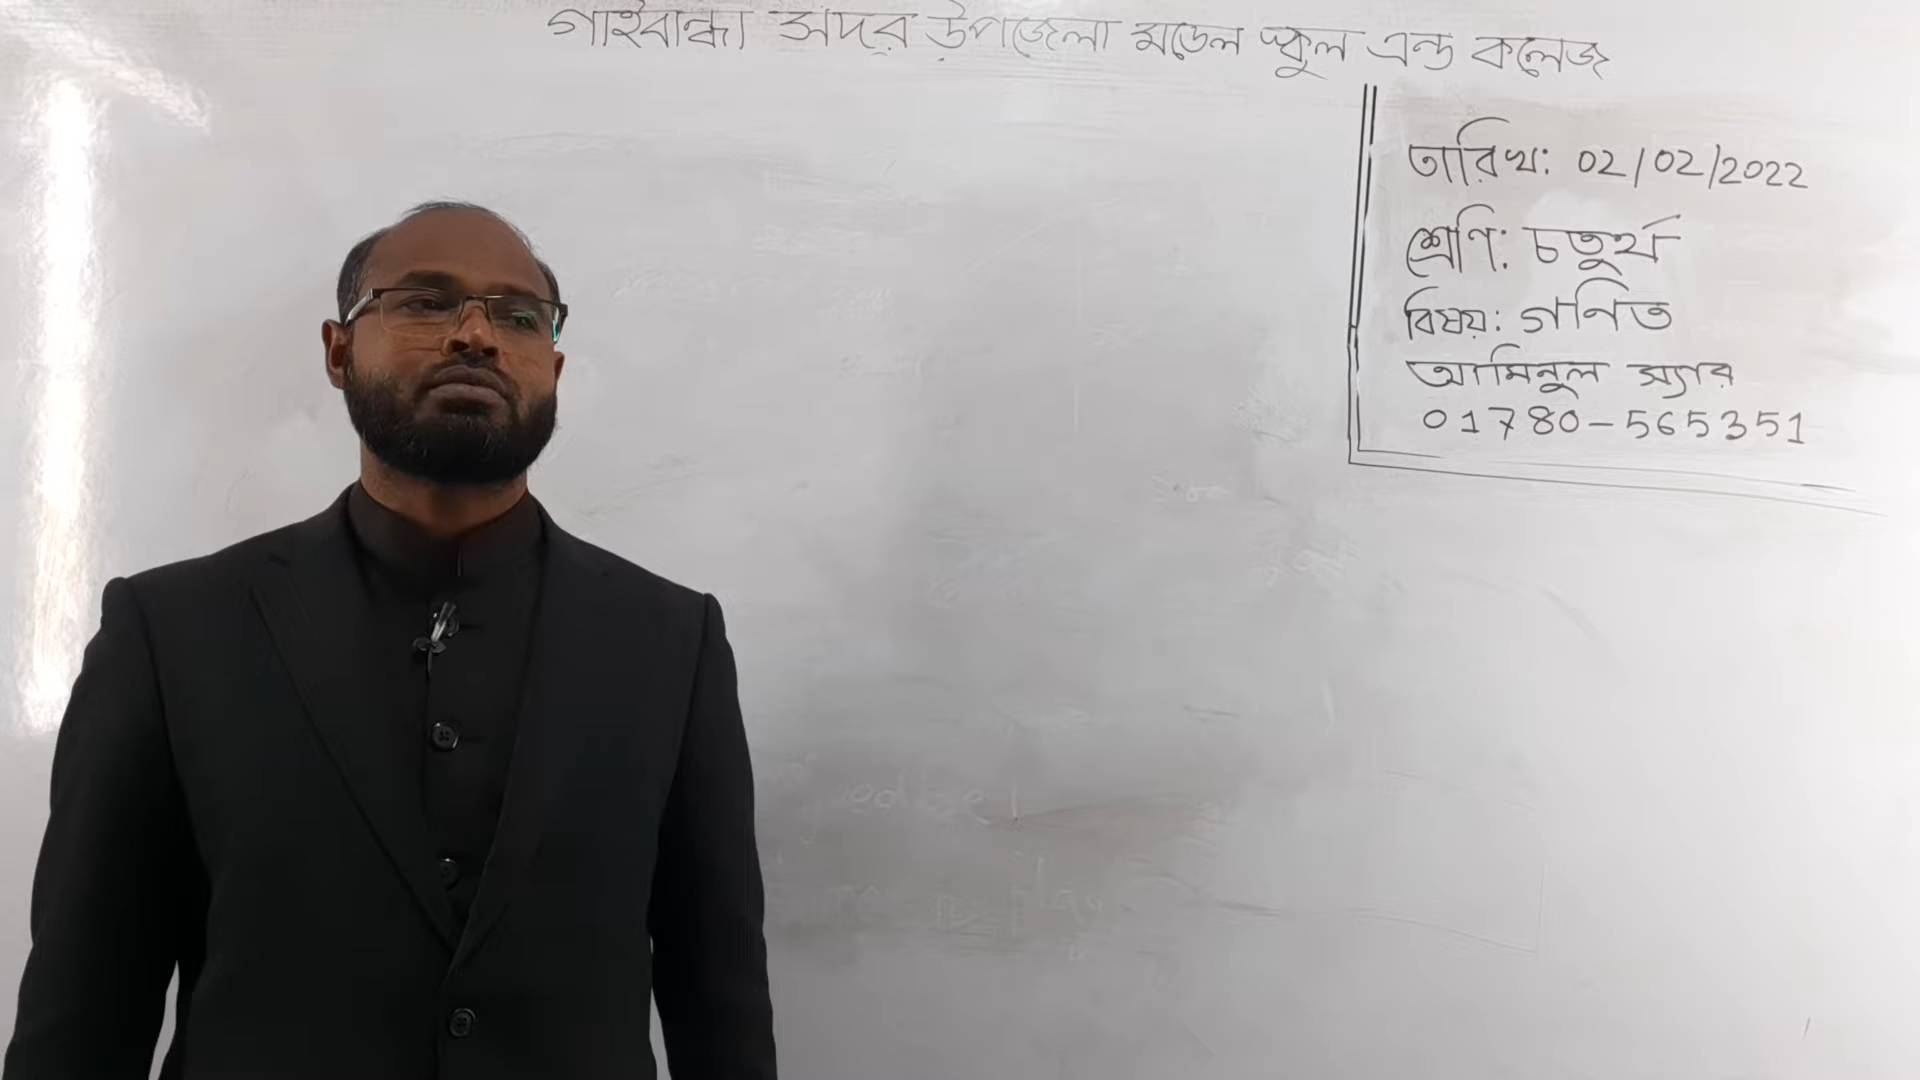 গাইবান্ধা সদর উপজেলা মডেল স্কুল এন্ড কলেজ
তারিখ: 02/02/2022
শ্রেণি: চতুর্থ
বিষয়: গনিত
আমিনুল স্যার
01780-565351